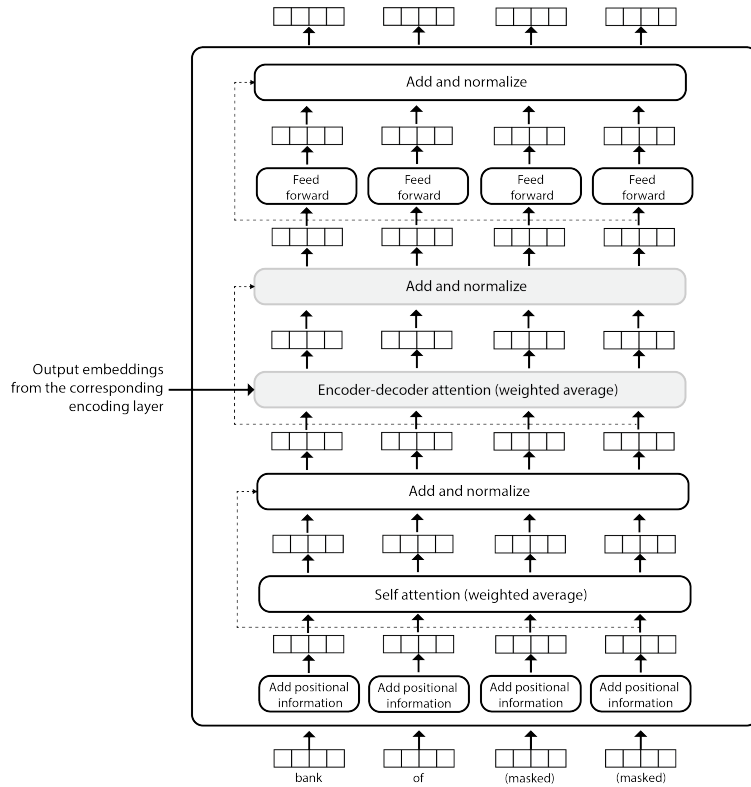 Add and normalize
Feed
forward
Feed
forward
Feed
forward
Feed
forward
Add and normalize
Output embeddings
from the corresponding
encoding layer
Encoder-decoder attention (weighted average)
Add and normalize
Self attention (weighted average)
Add positional
information
Add positional
information
Add positional
information
Add positional
information
bank
of
(masked)
(masked)